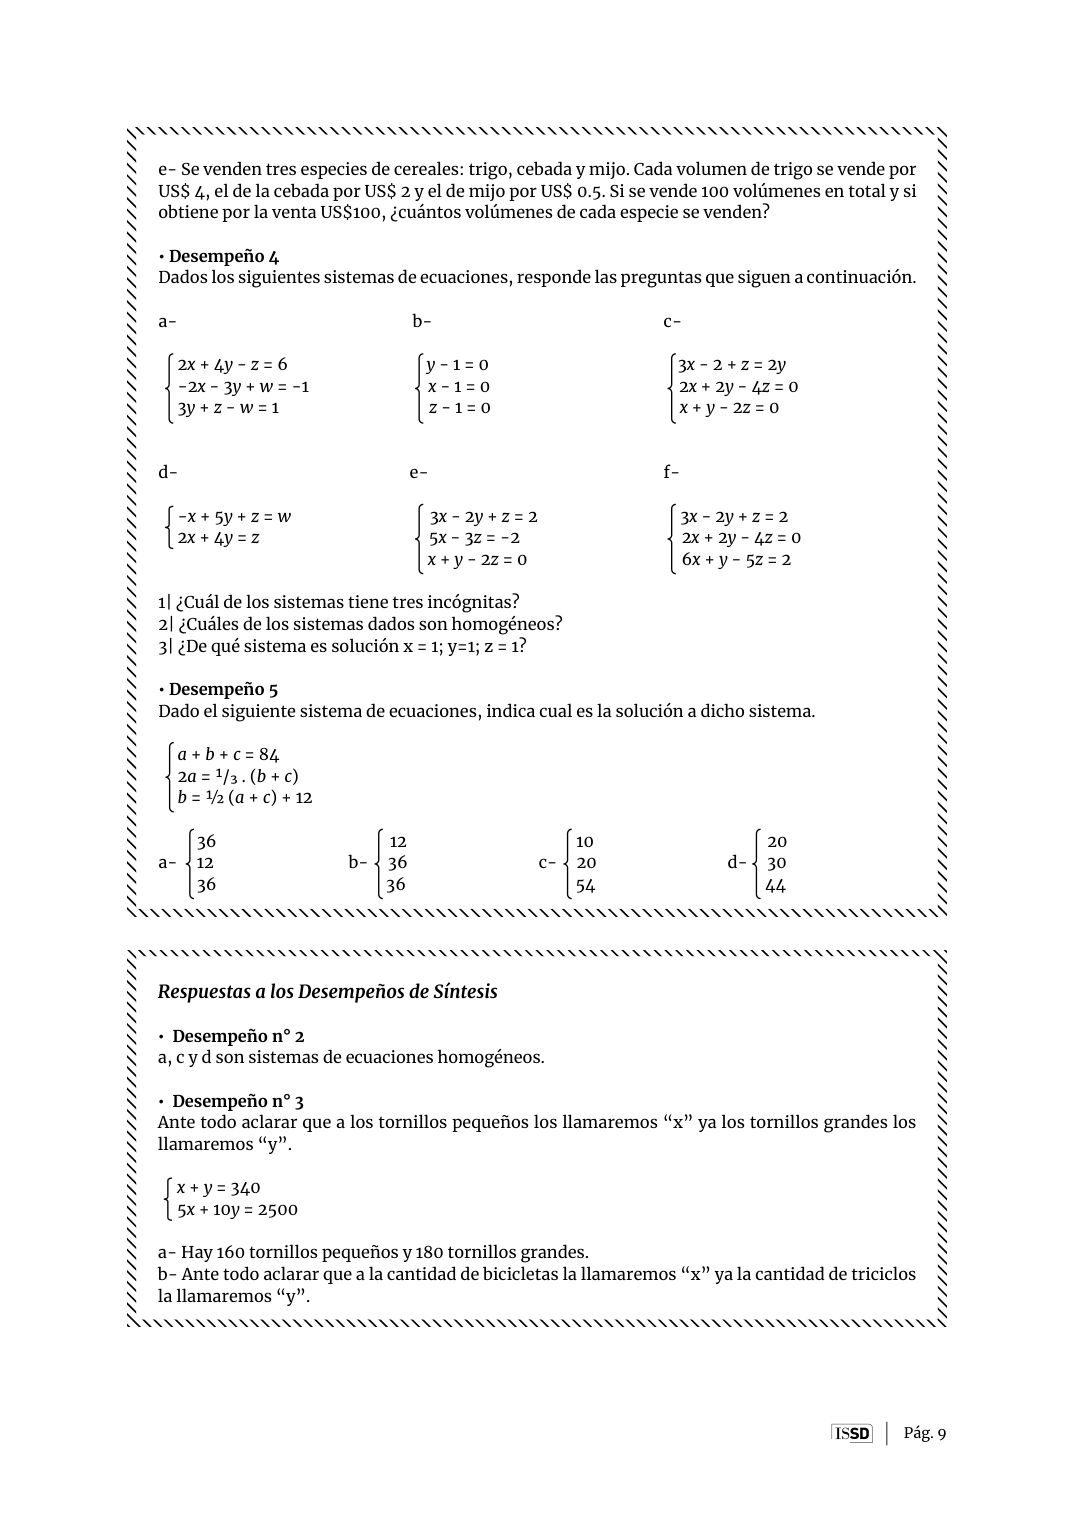 e- Se venden tres especies de cereales: trigo, cebada y mijo. Cada volumen de trigo se vende por
US$ 4, el de la cebada por US$ 2 y el de mijo por US$ 0.5. Si se vende 100 volúmenes en total y si
obtiene por la venta US$100, ¿cuántos volúmenes de cada especie se venden?
• Desempeño 4
Dados los siguientes sistemas de ecuaciones, responde las preguntas que siguen a continuación.
a- b- c-
2x + 4y - z = 6 y - 1 = 0 3x - 2 + z = 2y
-2x - 3y + w = -1 x - 1 = 0 2x + 2y - 4z = 0
3y + z - w = 1 z - 1 = 0 x + y - 2z = 0
d- e- f-
-x + 5y + z = w 3x - 2y + z = 2 3x - 2y + z = 2
2x + 4y = z 5x - 3z = -2 2x + 2y - 4z = 0
x + y - 2z = 0 6x + y - 5z = 2
1| ¿Cuál de los sistemas tiene tres incógnitas?
2| ¿Cuáles de los sistemas dados son homogéneos?
3| ¿De qué sistema es solución x = 1; y=1; z = 1?
• Desempeño 5
Dado el siguiente sistema de ecuaciones, indica cual es la solución a dicho sistema.
a + b + c = 84
2a = 1/3 . (b + c)
b = 1/2 (a + c) + 12
36 12 10 20
a- 12 b- 36 c- 20 d- 30
36 36 54 44
Respuestas a los Desempeños de Síntesis
• Desempeño n° 2
a, c y d son sistemas de ecuaciones homogéneos.
• Desempeño n° 3
Ante todo aclarar que a los tornillos pequeños los llamaremos “x” ya los tornillos grandes los
llamaremos “y”.
x + y = 340
5x + 10y = 2500
a- Hay 160 tornillos pequeños y 180 tornillos grandes.
b- Ante todo aclarar que a la cantidad de bicicletas la llamaremos “x” ya la cantidad de triciclos
la llamaremos “y”.
ISSD | Pág. 9